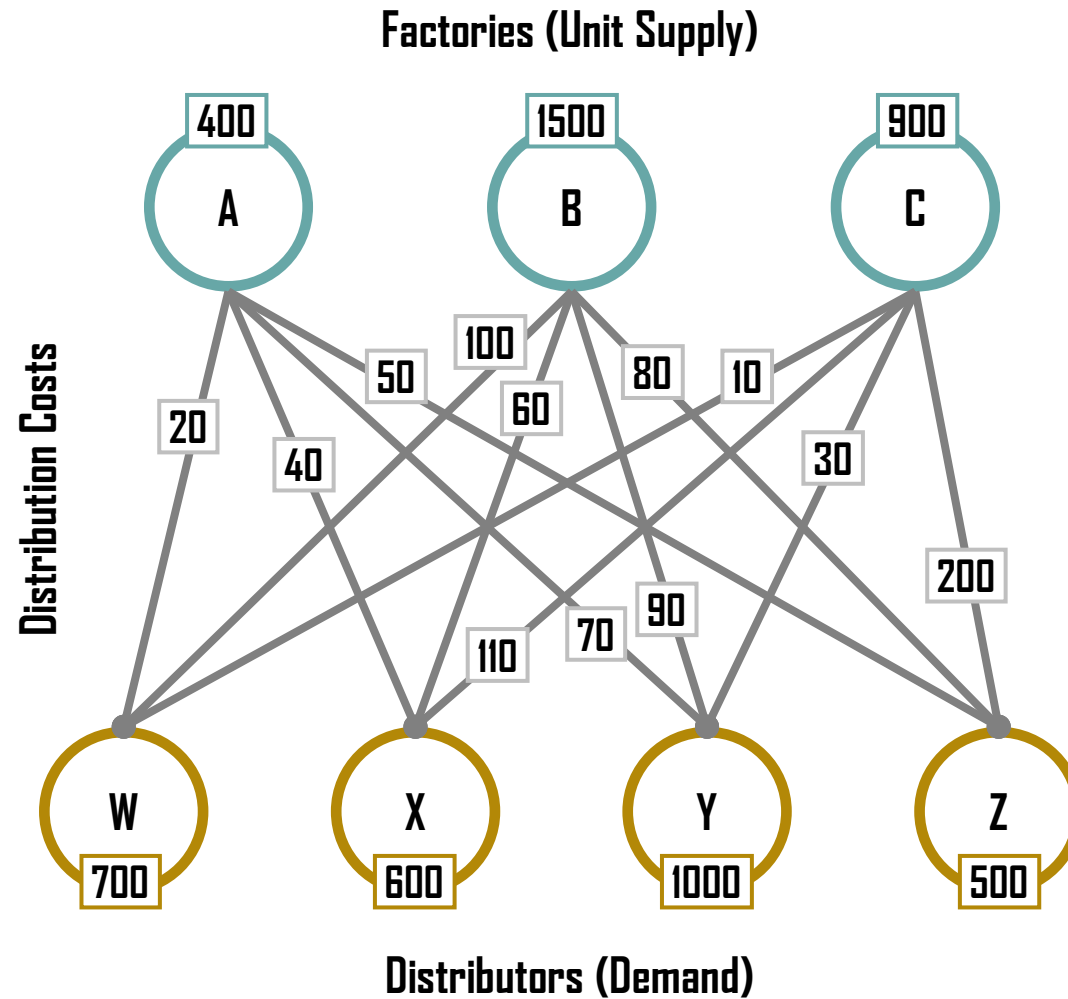 Factories (Unit Supply)
400
1500
900
A
B
C
Distribution Costs
100
50
80
10
60
20
40
30
200
90
70
110
W
X
Y
Z
700
600
1000
500
Distributors (Demand)